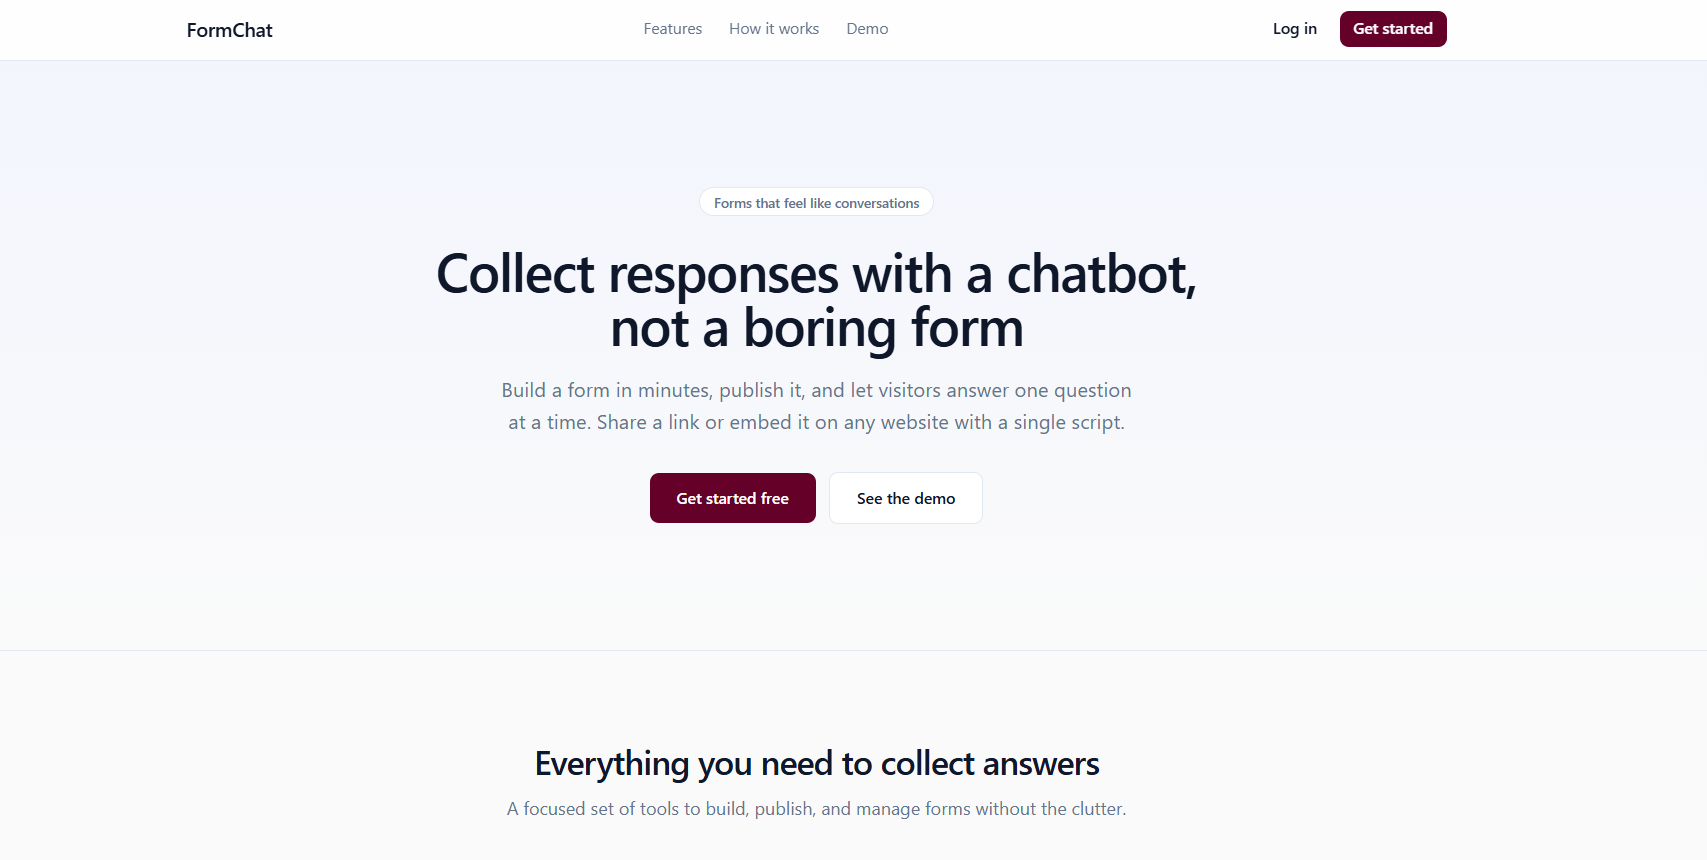 FormChat
Features
How it works
Demo
Log in
Get started
Forms that feel like conversations
Collect responses with a chatbot,
not a boring form
Build a form in minutes, publish it, and let visitors answer one question
at a time. Share a link or embed it on any website with a single script.
Get started free
See the demo
Everything you need to collect answers
A focused set of tools to build, publish, and manage forms without the clutter.